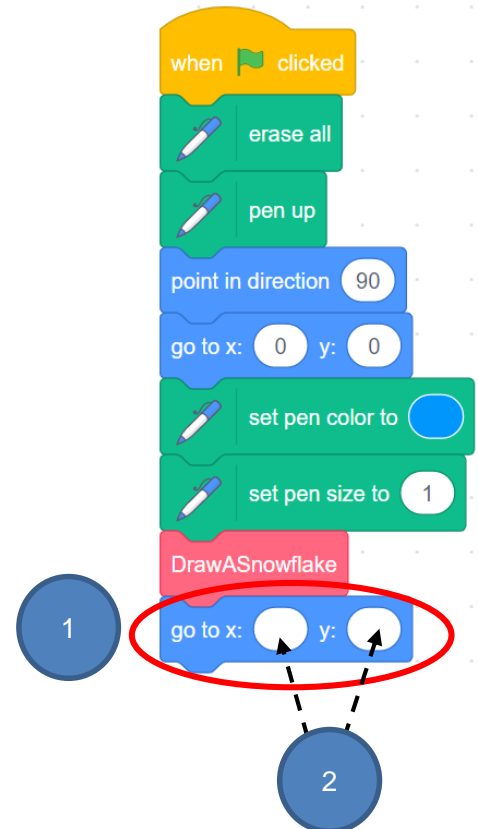 when clicked
erase all
pen up
point in direction 90
go to x: 0 y: 0
set pen color to
set pen size to 1
DrawASnowflake
1 go to x: y:
2